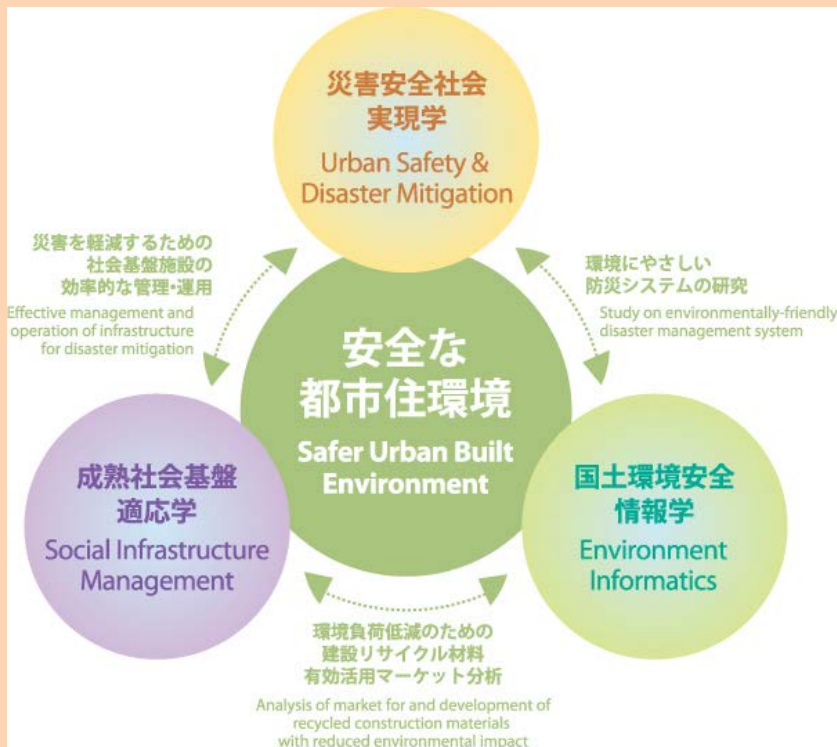 災害安全社会
実現学
Urban Safety &
Disaster Mitigation
災害を軽減するための
社会基盤施設の
効率的な管理・運用
Effective management and
operation of infrastructure
for disaster mitigation
環境にやさしい
防災システムの研究
Study on environmentally-friendly
disaster management system
安全な
都市住環境
Safer Urban Built
Environment
成熟社会基盤
適応学
Social Infrastructure
Management
国土環境安全
情報学
Environment
Informatics
環境負荷低減のための
建設リサイクル材料
有効活用マーケット分析
Analysis of market for and development of
recycled construction materials
with reduced environmental impact